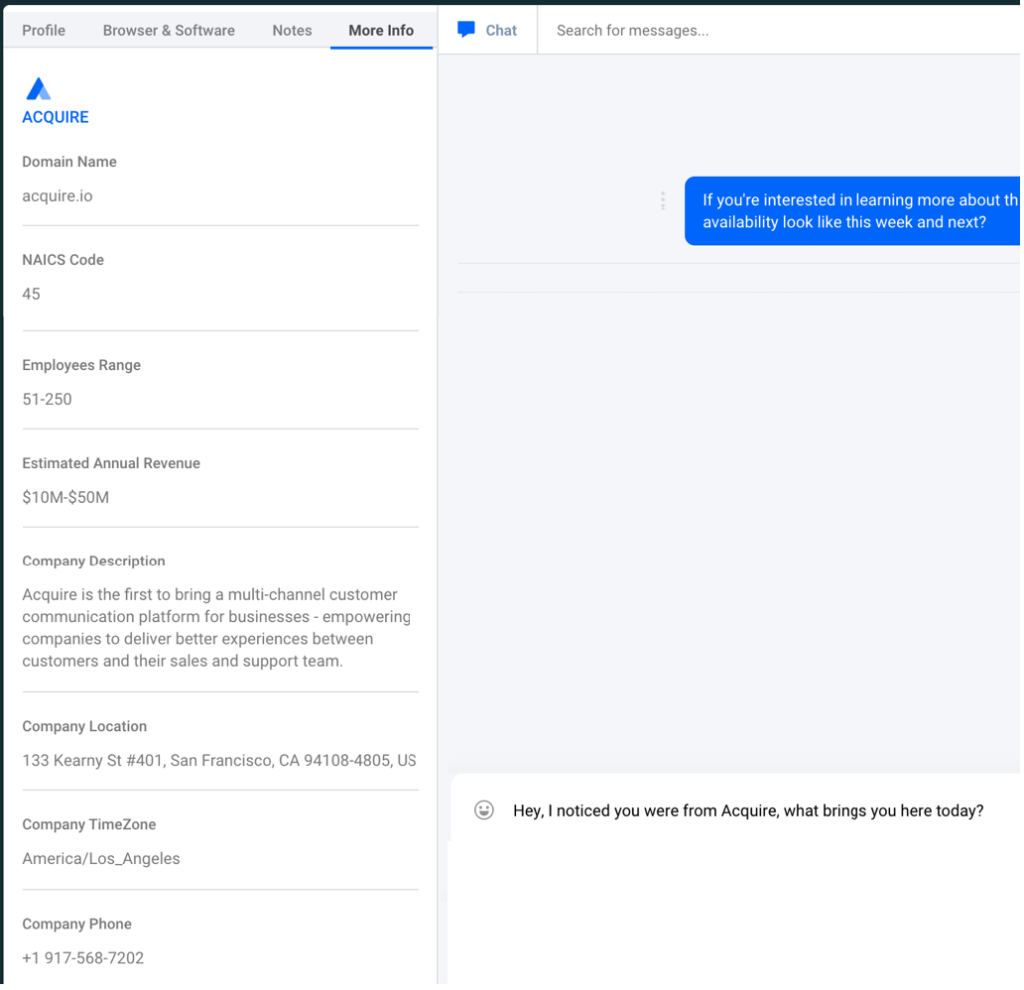 Profile
Browser & Software
Notes
More Info
ACQUIRE
Domain Name
acquire.io
NAICS Code
45
Employees Range
51-250
Estimated Annual Revenue
$10M-$50M
Company Description
Acquire is the first to bring a multi-channel customer
communication platform for businesses - empowering
companies to deliver better experiences between
customers and their sales and support team.
Company Location
133 Kearny St #401, San Francisco, CA 94108-4805, US
Company TimeZone
America/Los_Angeles
Company Phone
+1 917-568-7202
Chat
Search for messages...
If you're interested in learning more about th
availability look like this week and next?
Hey, I noticed you were from Acquire, what brings you here today?